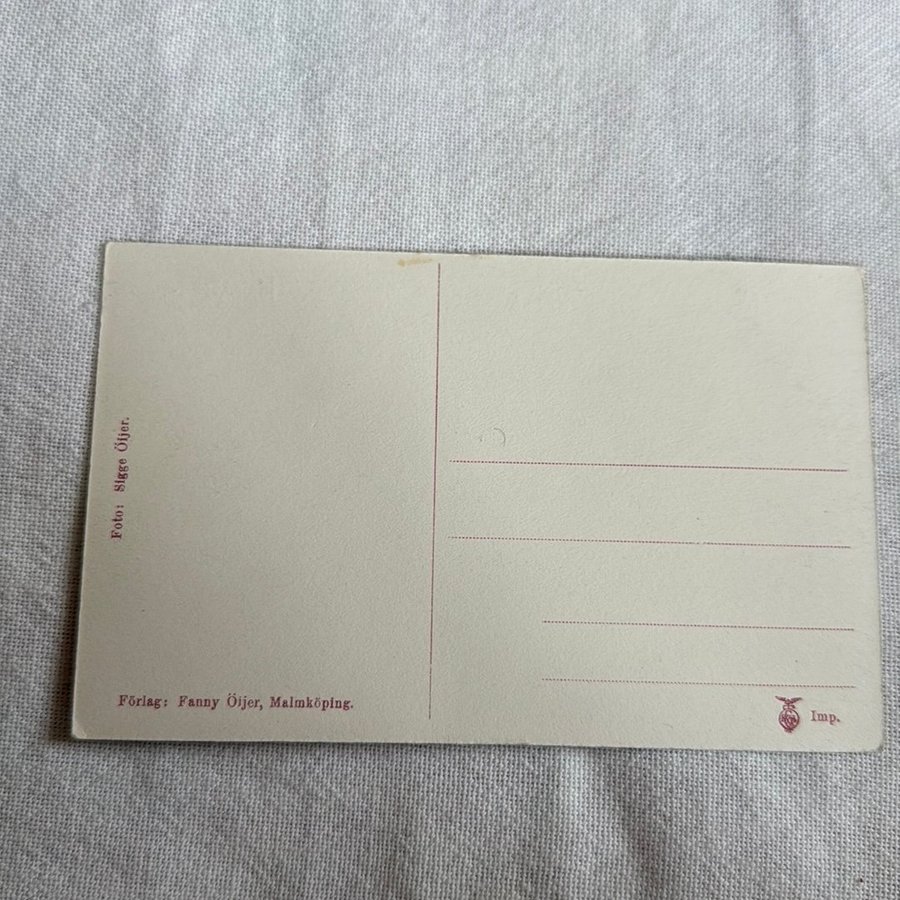 Foto: Sigge Öijer.
Förlag: Fanny Öijer, Malmköping.
Imp.